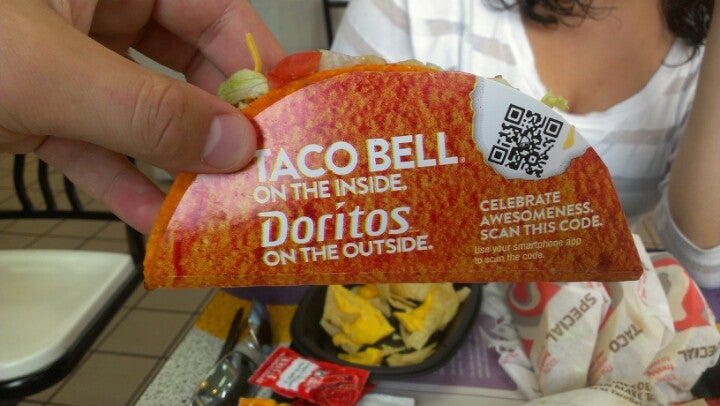 TACO BELL®
ON THE INSIDE.
Doritos
ON THE OUTSIDE.
CELEBRATE
AWESOMENESS.
SCAN THIS CODE.
Use your smartphone app
to scan the code.
SPECIAL
TACO
SPECIAL